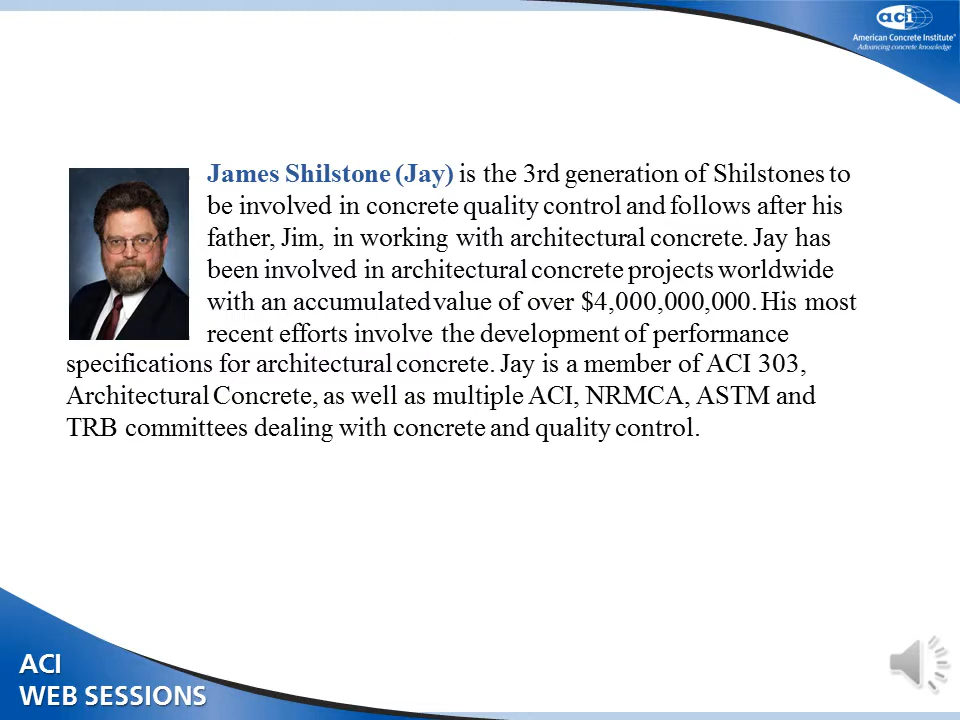 aci
American Concrete Institute®
Advancing concrete knowledge
James Shilstone (Jay) is the 3rd generation of Shilstones to
be involved in concrete quality control and follows after his
father, Jim, in working with architectural concrete. Jay has
been involved in architectural concrete projects worldwide
with an accumulated value of over $4,000,000,000. His most
recent efforts involve the development of performance
specifications for architectural concrete. Jay is a member of ACI 303,
Architectural Concrete, as well as multiple ACI, NRMCA, ASTM and
TRB committees dealing with concrete and quality control.
ACI
WEB SESSIONS